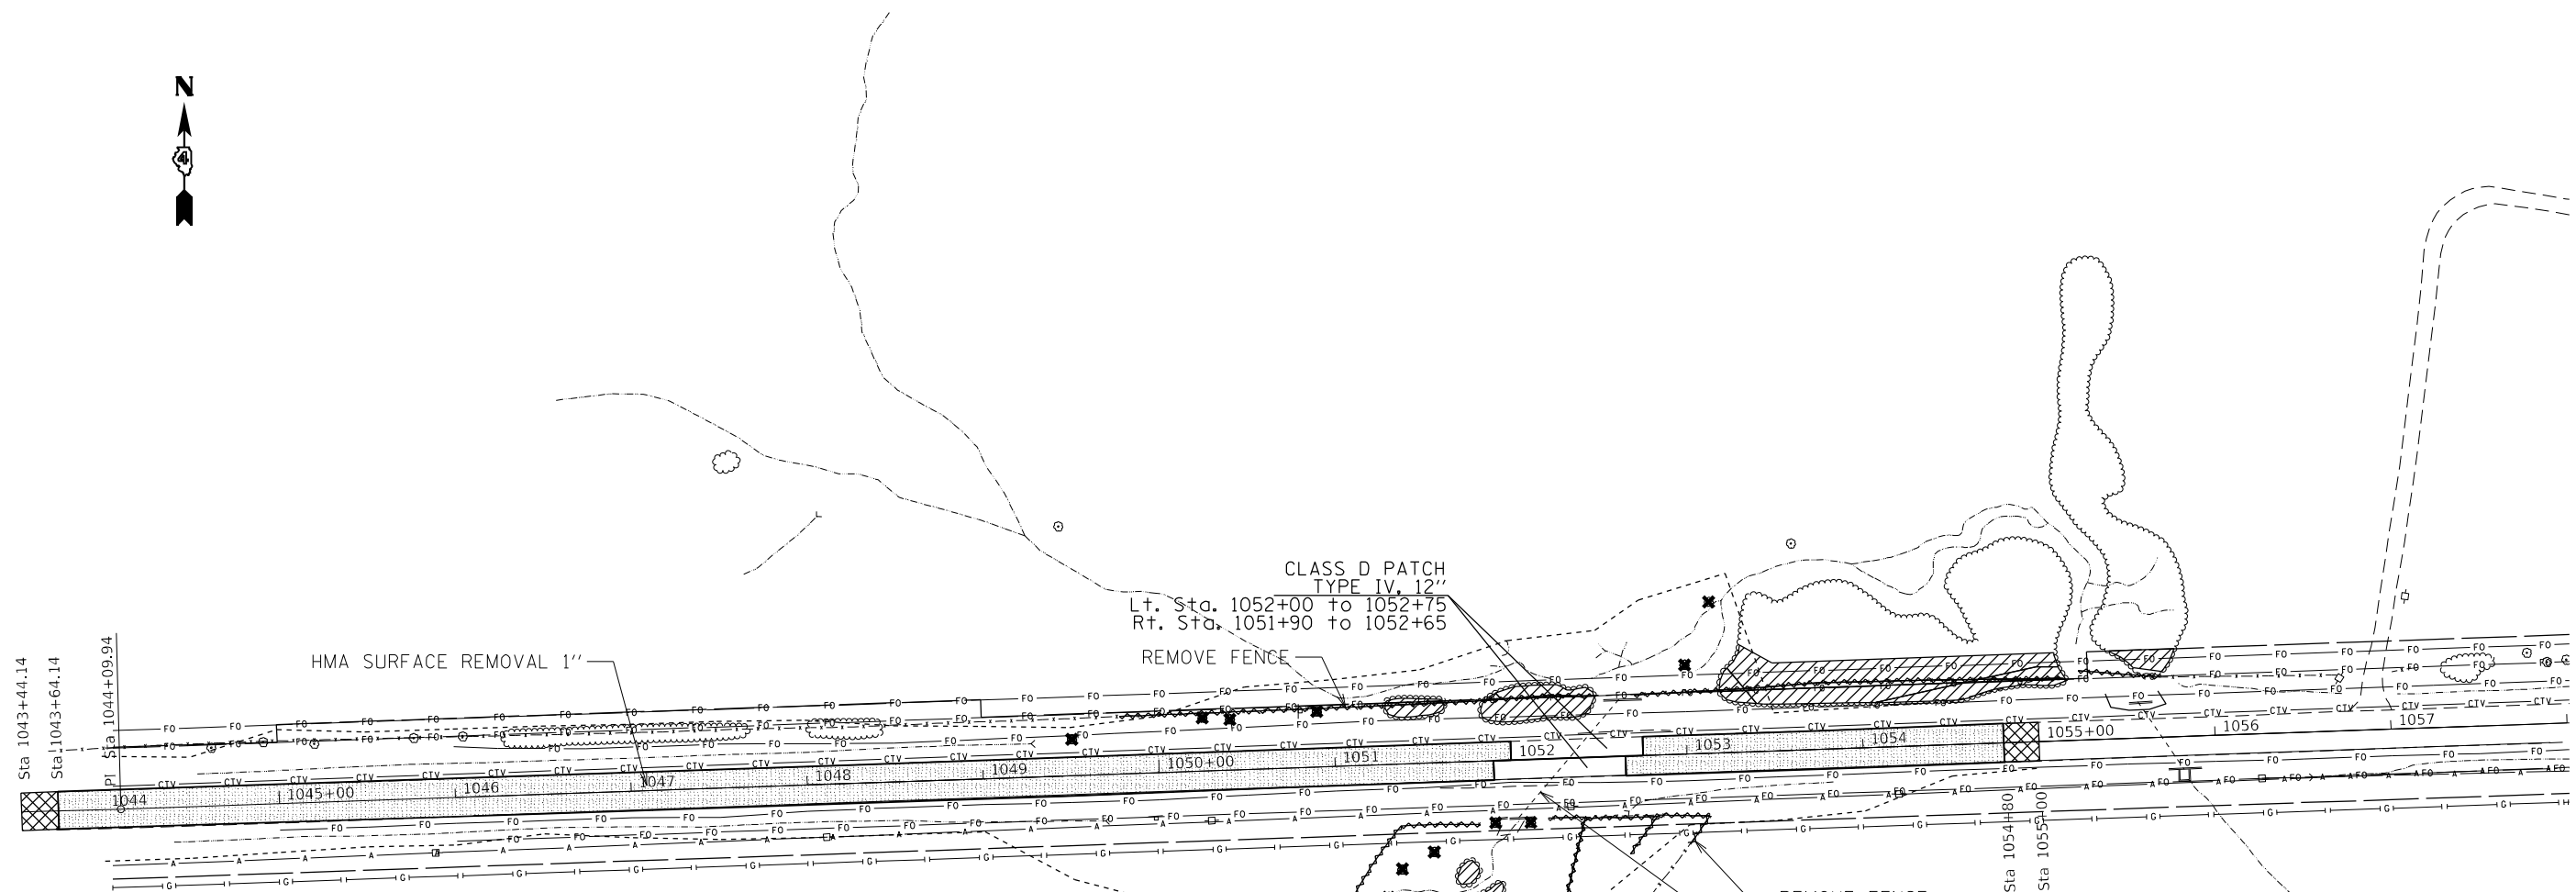 N
4
CLASS D PATCH
TYPE IV, 12"
Lt. Sta. 1052+00 to 1052+75
Rt. Sta. 1051+90 to 1052+65
HMA SURFACE REMOVAL 1"
REMOVE FENCE
Sta 1043+44.14
Sta 1043+64.14
PI Sta 1044+09.94
1044
1045+00
1046
1047
1048
1049
1050+00
1051
1052
1053
1054
1055+00
1056
1057
Sta 1054+80
Sta 1055+00
REMOVE FENCE